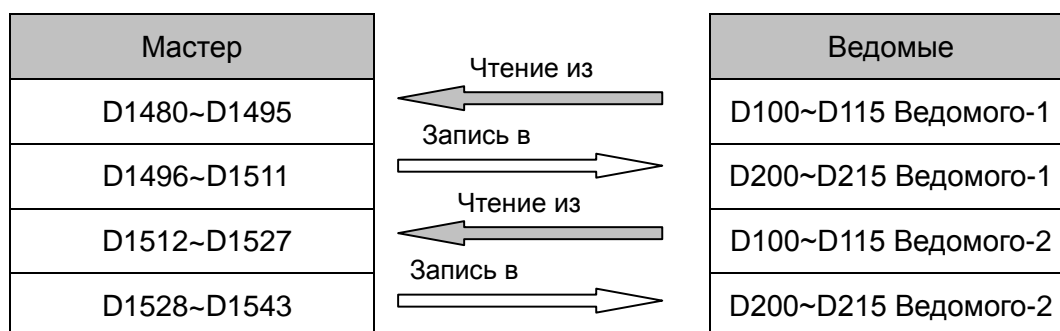 Мастер
Ведомые
Чтение из
D1480~D1495
D100~D115 Ведомого-1
Запись в
D1496~D1511
D200~D215 Ведомого-1
Чтение из
D1512~D1527
D100~D115 Ведомого-2
Запись в
D1528~D1543
D200~D215 Ведомого-2